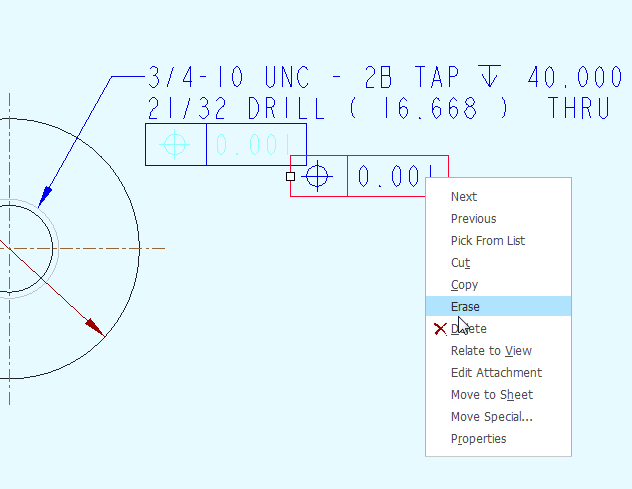 3/4-10 UNC - 2B TAP ↧ 40.000
21/32 DRILL ( 16.668 ) THRU
⌖ 0.001
⌖ 0.001
Next
Previous
Pick From List
Cut
Copy
Erase
Delete
Relate to View
Edit Attachment
Move to Sheet
Move Special...
Properties